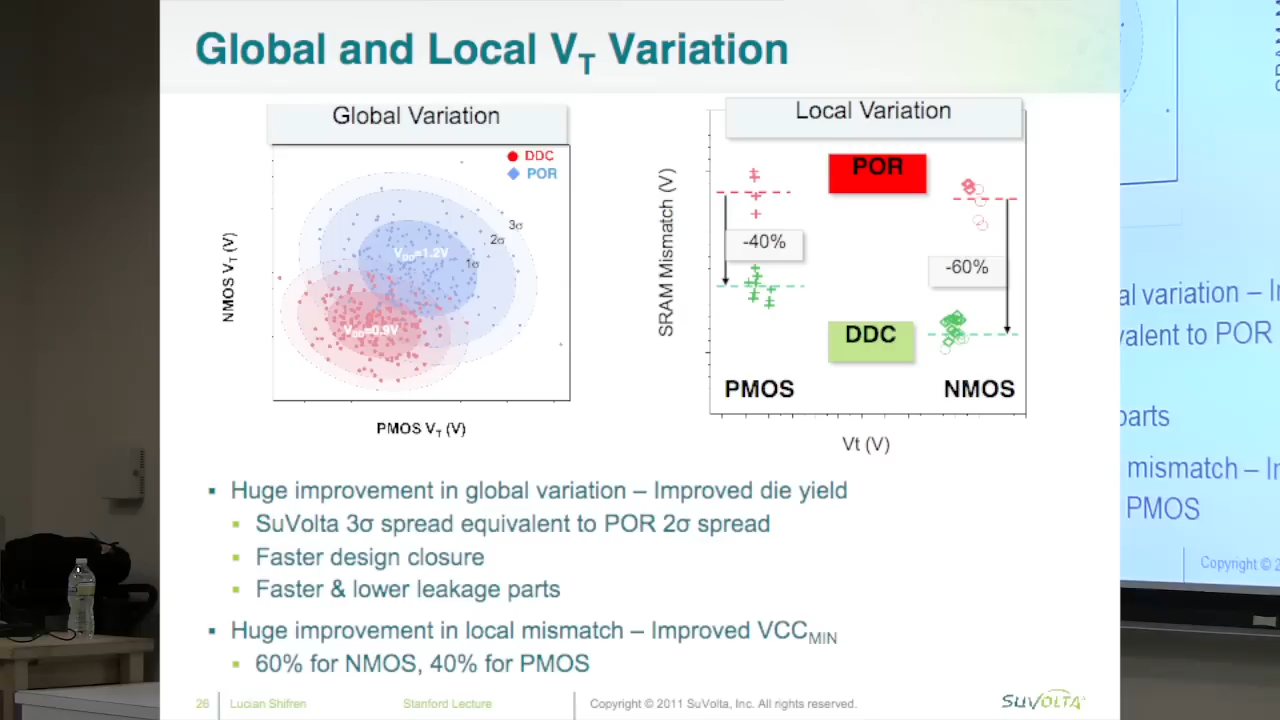 Global and Local VT Variation
Global Variation
DDC
POR
3σ
2σ
1σ
VDD=1.2V
VDD=0.9V
NMOS VT (V)
PMOS VT (V)
Local Variation
POR
-40%
-60%
DDC
PMOS
NMOS
SRAM Mismatch (V)
Vt (V)
▪ Huge improvement in global variation – Improved die yield
▪ SuVolta 3σ spread equivalent to POR 2σ spread
▪ Faster design closure
▪ Faster & lower leakage parts
▪ Huge improvement in local mismatch – Improved VCCMIN
▪ 60% for NMOS, 40% for PMOS
26
Lucian Shifren
Stanford Lecture
Copyright © 2011 SuVolta, Inc. All rights reserved.
SUVOLTA
variation –
to POR
mismatch –
PMOS
Copyright ©